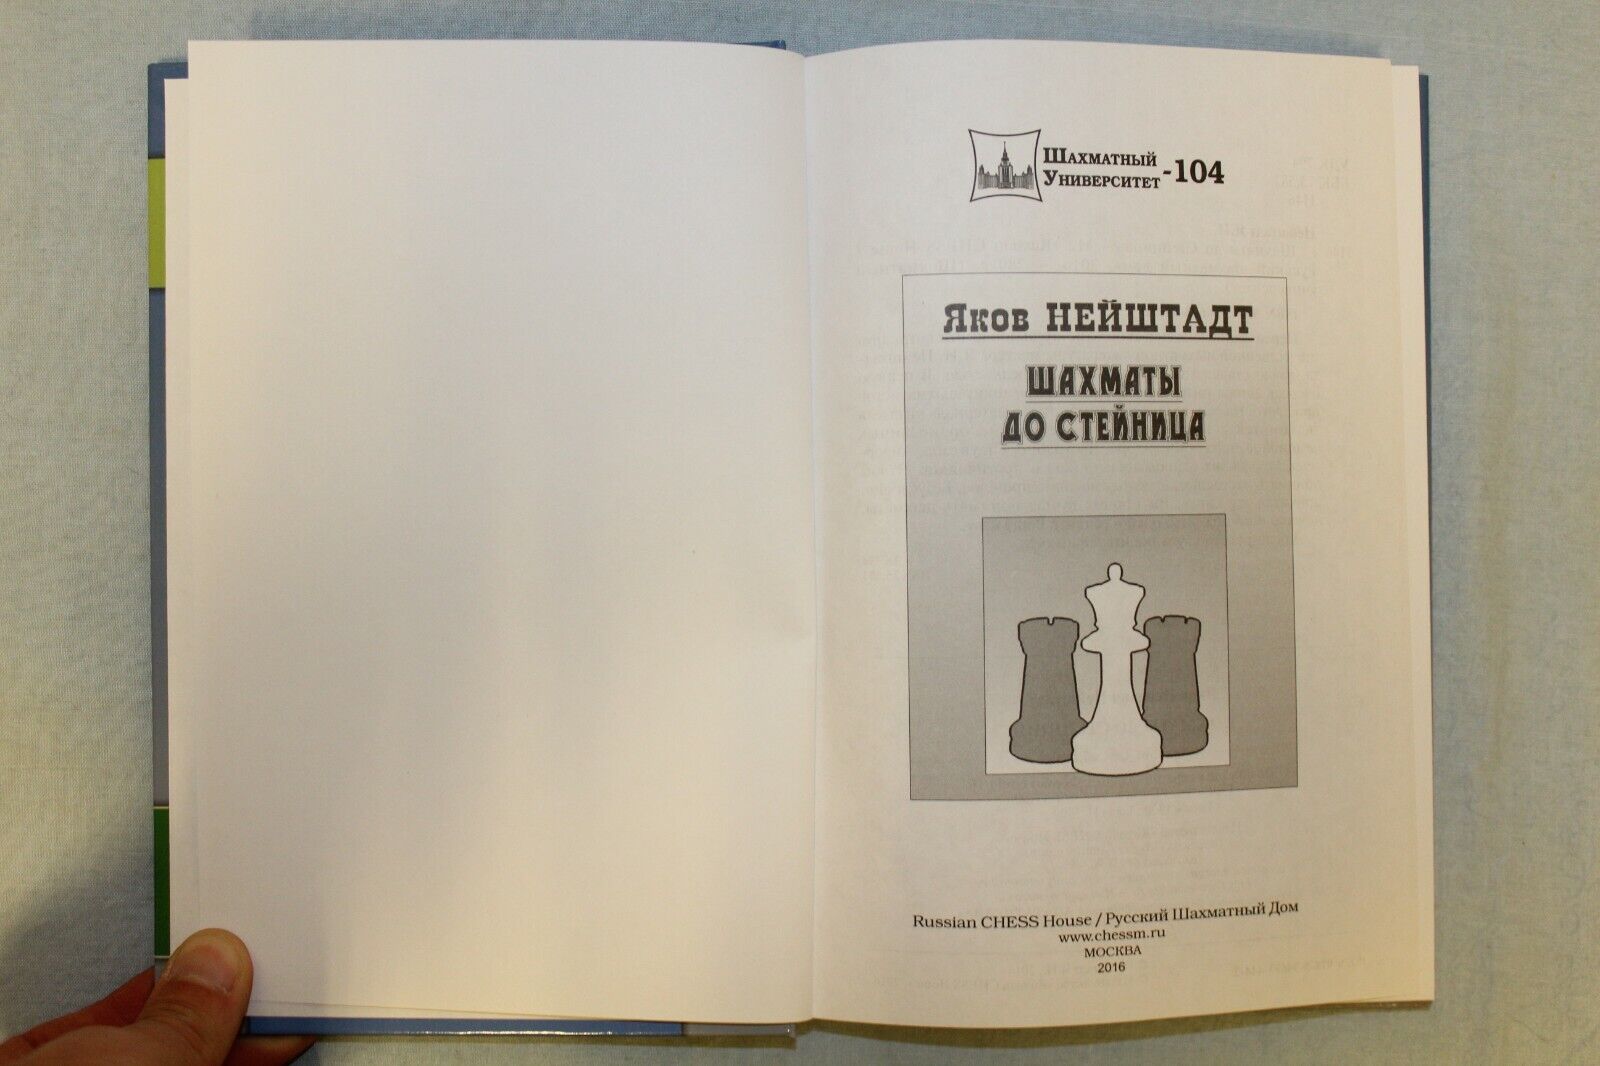 Шахматный
Университет -104
Яков НЕЙШТАДТ
ШАХМАТЫ
ДО СТЕЙНИЦА
Russian CHESS House / Русский Шахматный Дом
www.chessm.ru
МОСКВА
2016